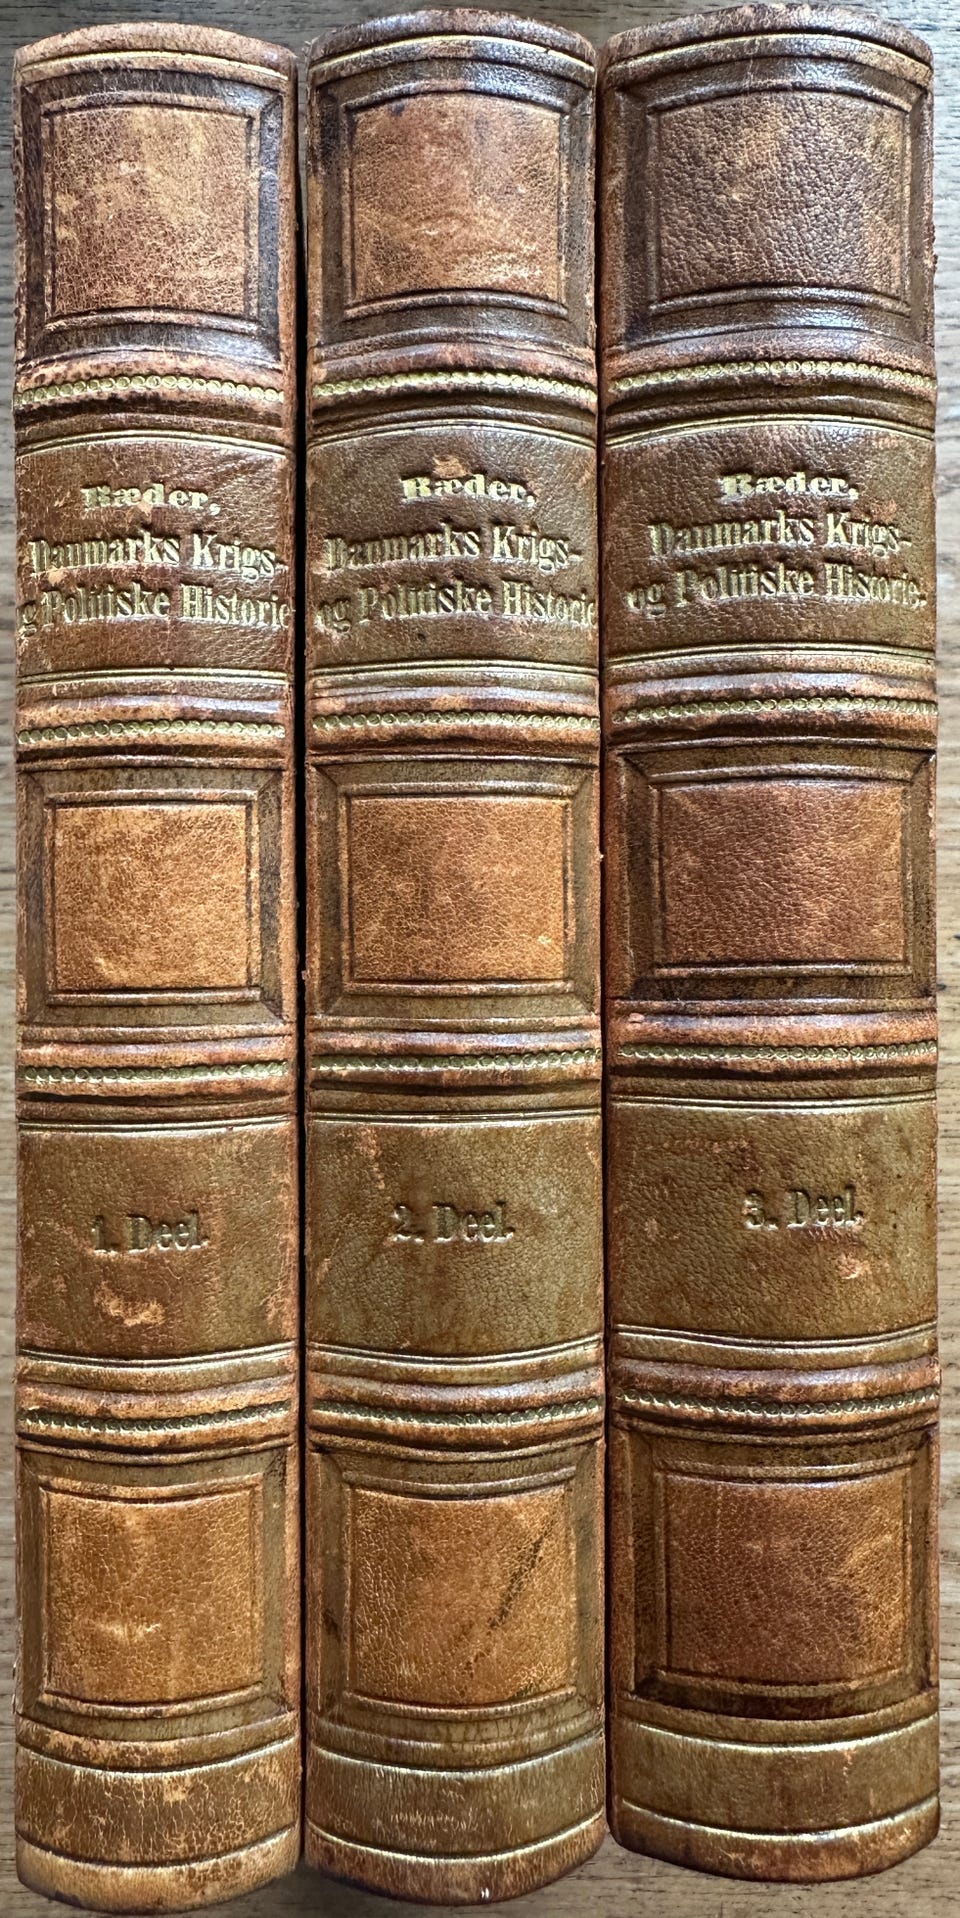 Ræder,
Danmarks Krigs-
og Politiske Historie
1. Deel.
Ræder,
Danmarks Krigs-
og Politiske Historie
2. Deel.
Ræder,
Danmarks Krigs-
og Politiske Historie.
3. Deel.